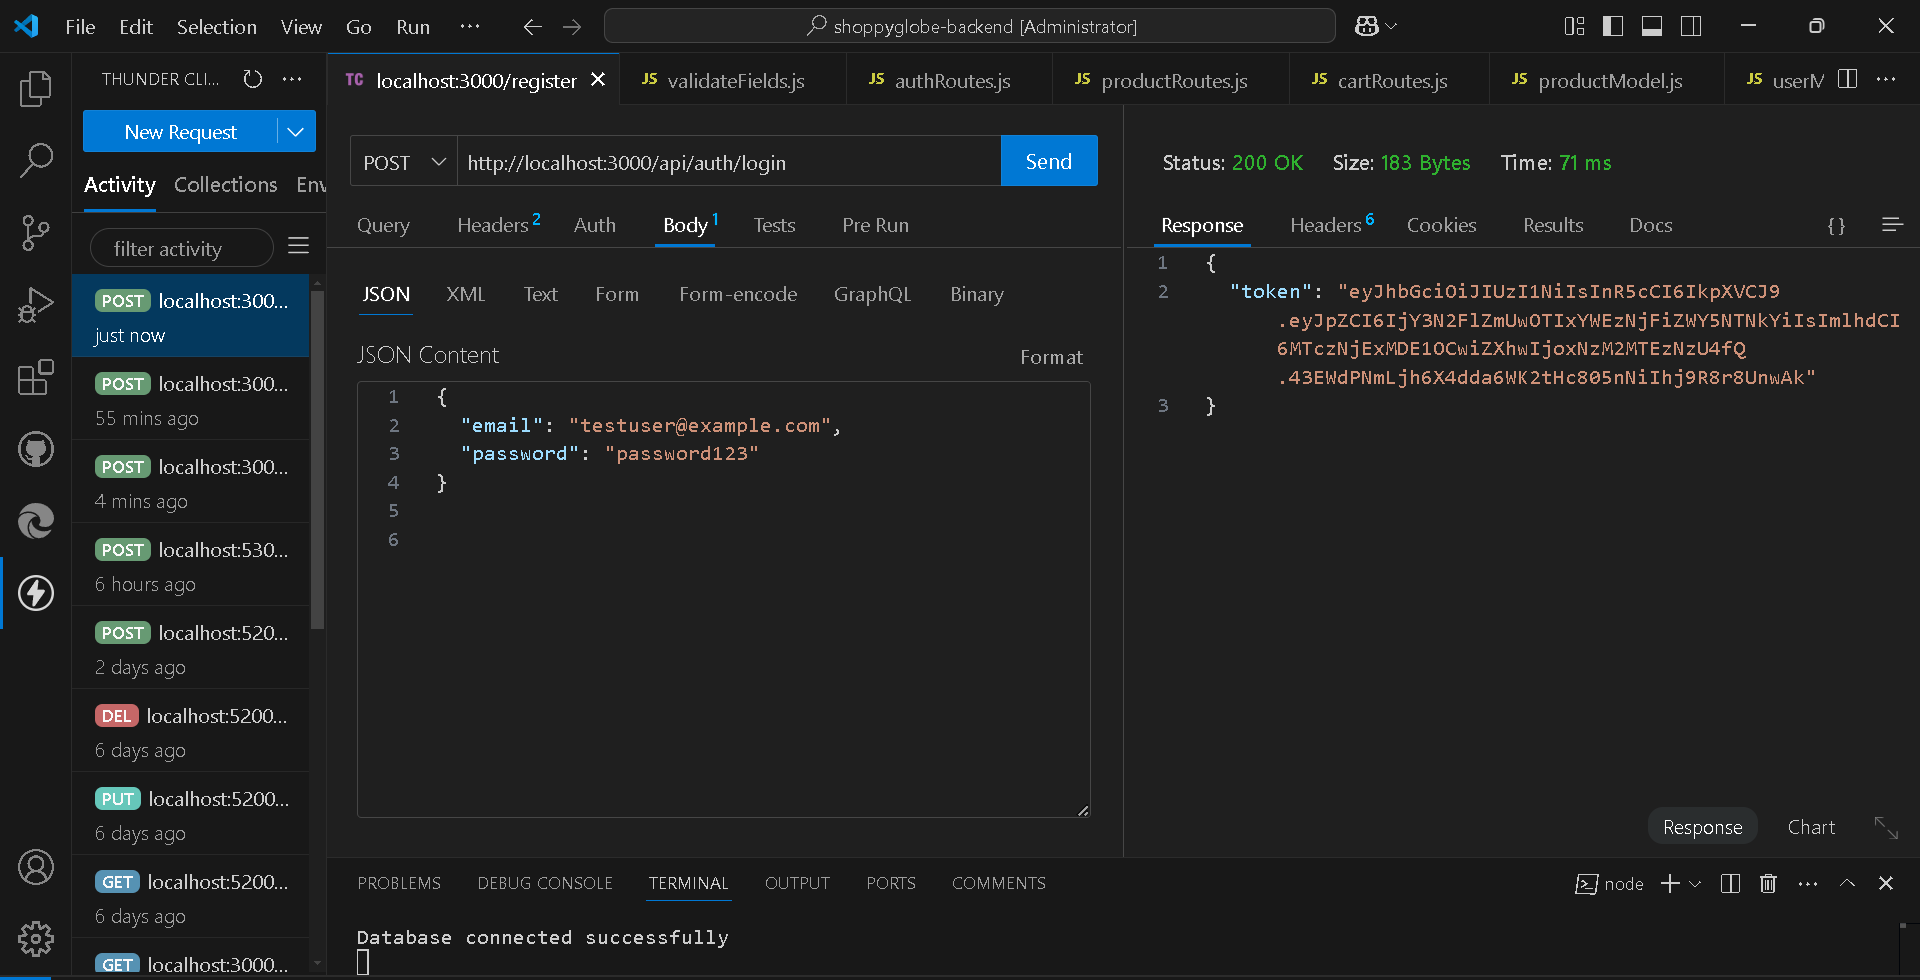 File Edit Selection View Go Run ··· shoppyglobe-backend [Administrator]
THUNDER CLI... ···
TC localhost:3000/register JS validateFields.js JS authRoutes.js JS productRoutes.js JS cartRoutes.js JS productModel.js JS userM ···
New Request
Activity Collections Env
filter activity
POST localhost:300...
just now
POST localhost:300...
55 mins ago
POST localhost:300...
4 mins ago
POST localhost:530...
6 hours ago
POST localhost:520...
2 days ago
DEL localhost:5200...
6 days ago
PUT localhost:5200...
6 days ago
GET localhost:5200...
6 days ago
GET localhost:3000...
POST http://localhost:3000/api/auth/login Send
Query Headers 2 Auth Body 1 Tests Pre Run
JSON XML Text Form Form-encode GraphQL Binary
JSON Content Format
1 {
2 "email": "testuser@example.com",
3 "password": "password123"
4 }
5
6
Status: 200 OK Size: 183 Bytes Time: 71 ms
Response Headers 6 Cookies Results Docs {}
1 {
2 "token": "eyJhbGciOiJIUzI1NiIsInR5cCI6IkpXVCJ9
.eyJpZCI6IjY3N2FlZmUwOTIxYWEzNjFiZWY5NTNkYiIsImlhdCI
6MTczNjExMDE1OCwiZXhwIjoxNzM2MTEzNzU4fQ
.43EWdPNmLjh6X4dda6WK2tHc805nNiIhj9R8r8UnwAk"
3 }
Response Chart
PROBLEMS DEBUG CONSOLE TERMINAL OUTPUT PORTS COMMENTS node ···
Database connected successfully